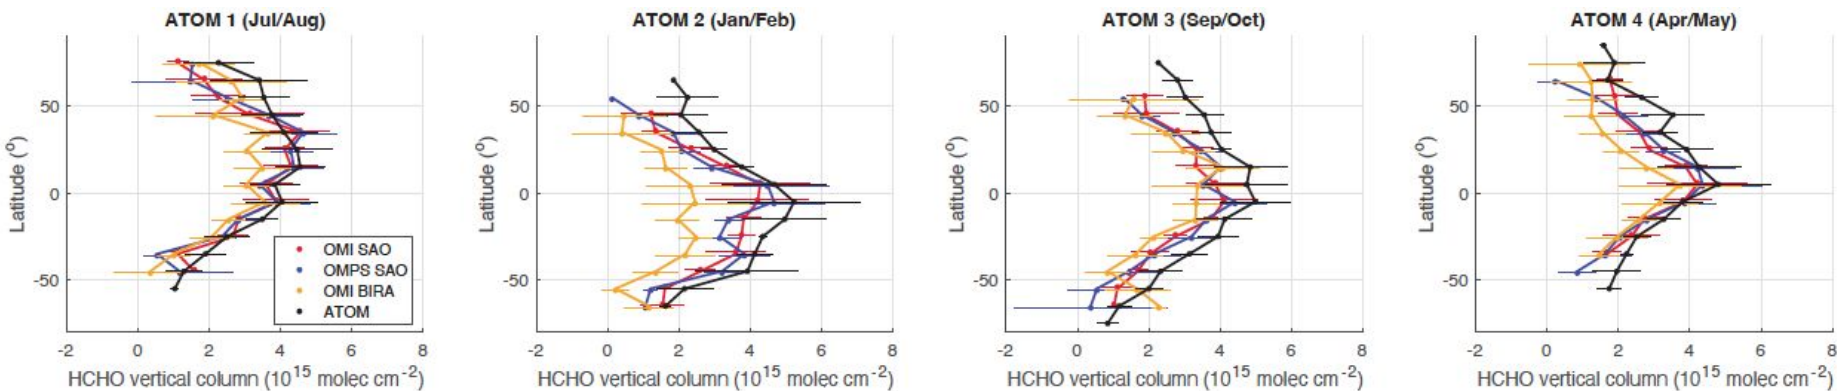 ATOM 1 (Jul/Aug)
50
0
-50
Latitude (°)
OMI SAO
OMPS SAO
OMI BIRA
ATOM
-2 0 2 4 6 8
HCHO vertical column (10^15 molec cm^-2)
ATOM 2 (Jan/Feb)
50
0
-50
Latitude (°)
-2 0 2 4 6 8
HCHO vertical column (10^15 molec cm^-2)
ATOM 3 (Sep/Oct)
50
0
-50
Latitude (°)
-2 0 2 4 6 8
HCHO vertical column (10^15 molec cm^-2)
ATOM 4 (Apr/May)
50
0
-50
Latitude (°)
-2 0 2 4 6 8
HCHO vertical column (10^15 molec cm^-2)